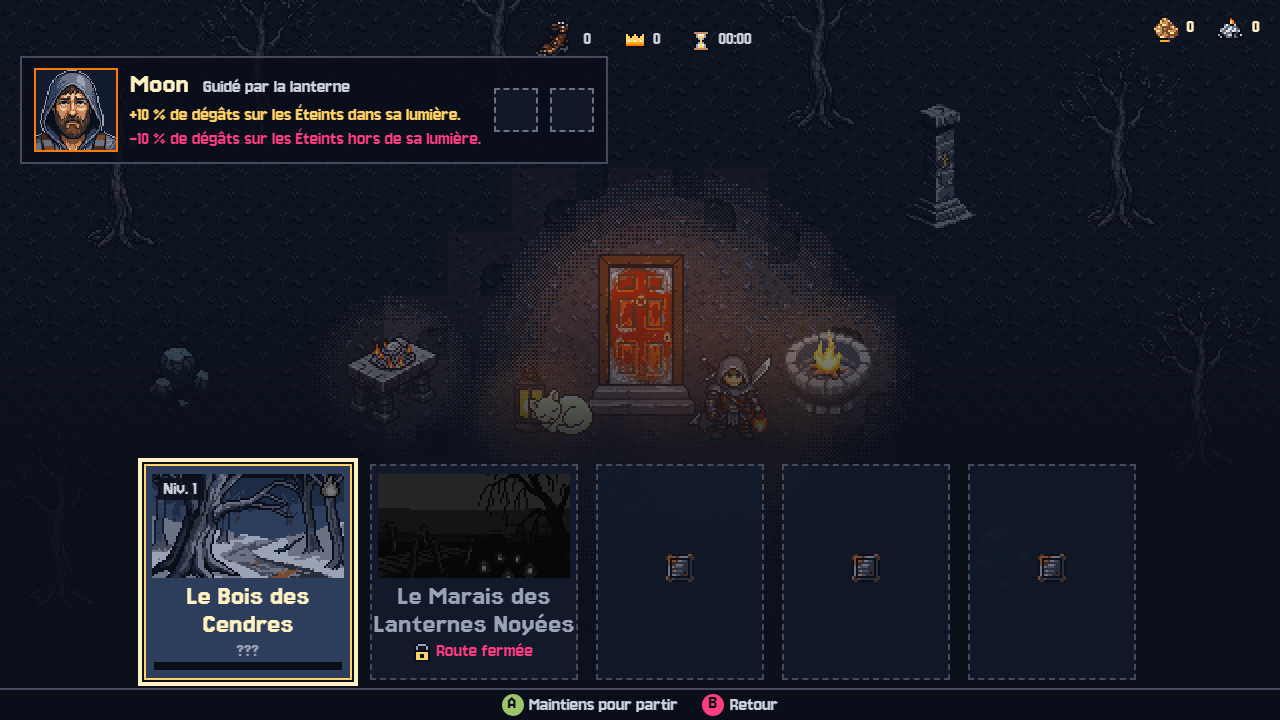 0
0
00:00
0
0
Moon Guidé par la lanterne
+10 % de dégâts sur les Éteints dans sa lumière.
-10 % de dégâts sur les Éteints hors de sa lumière.
Niv. 1
Le Bois des
Cendres
???
Le Marais des
Lanternes Noyées
Route fermée
A Maintiens pour partir
B Retour